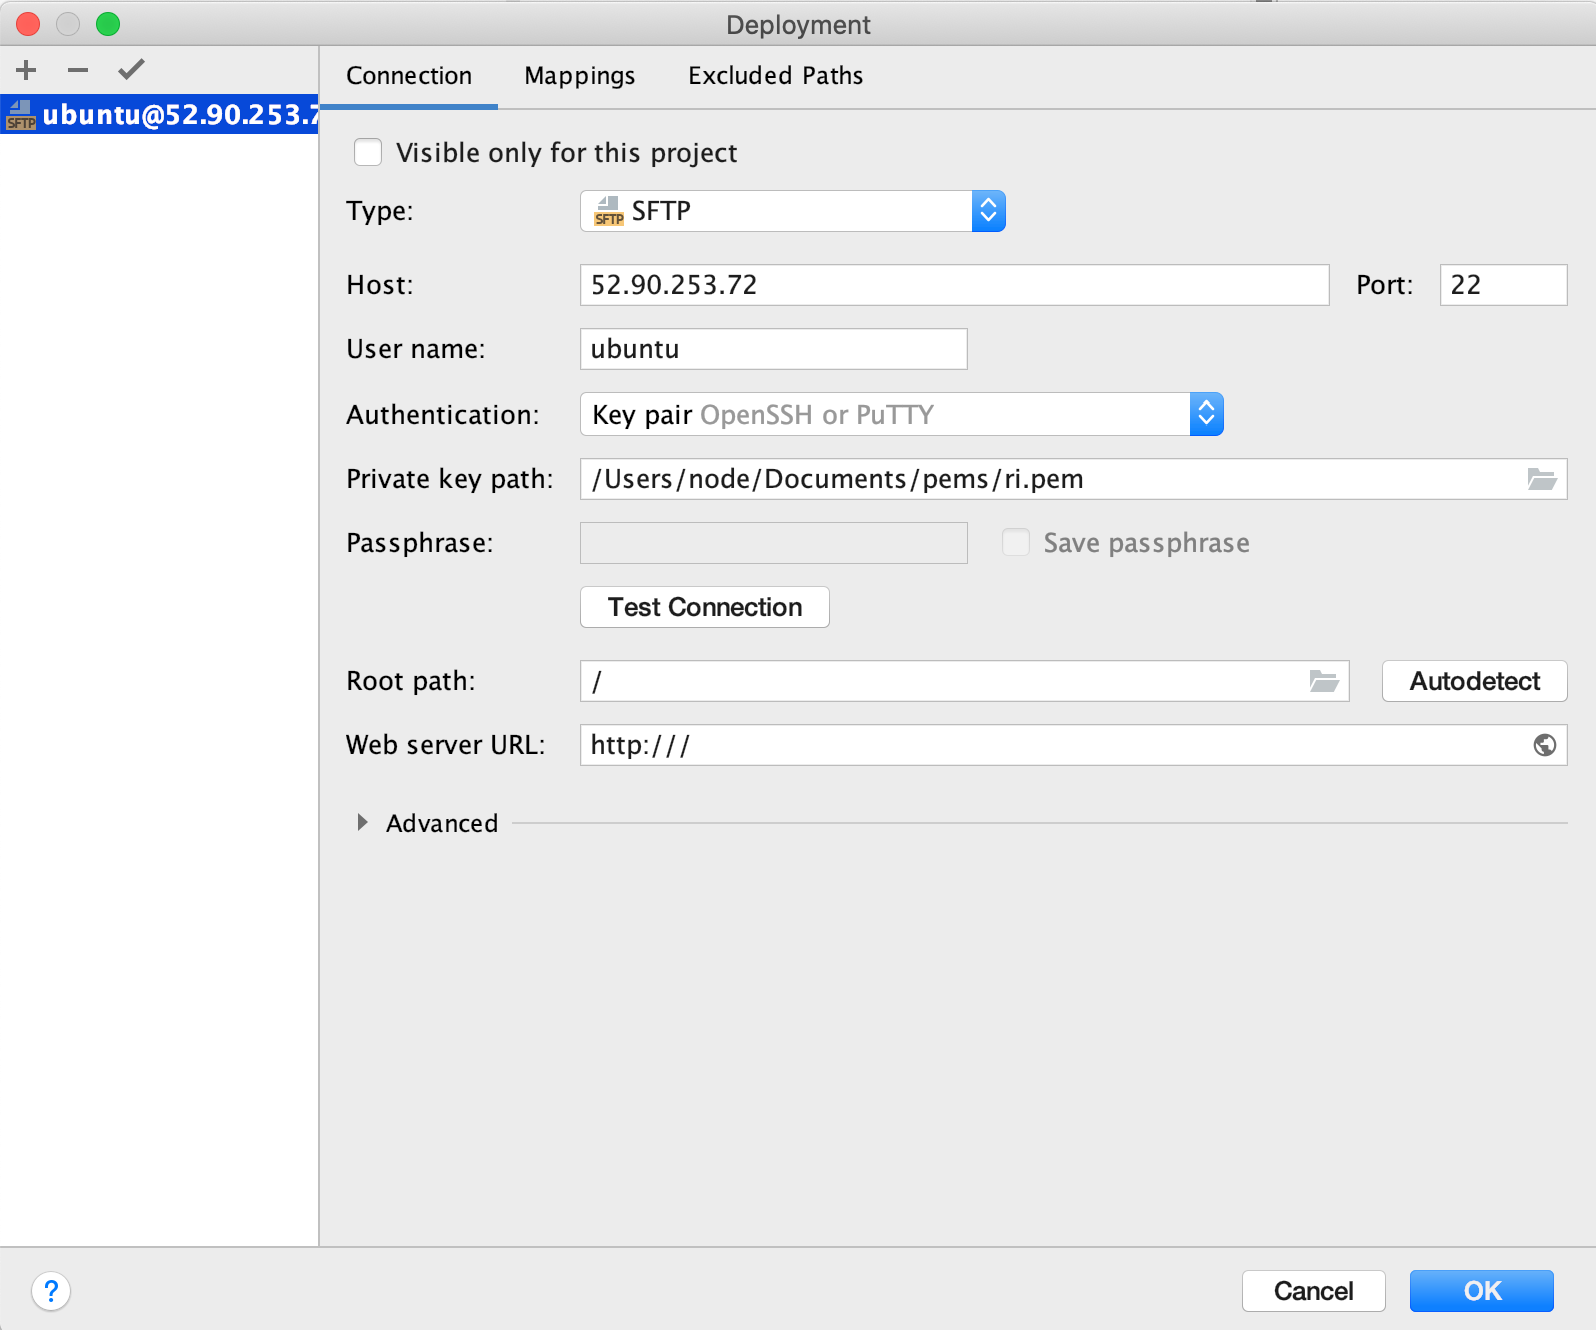 Deployment
Connection Mappings Excluded Paths
SFTP ubuntu@52.90.253.7
Visible only for this project
Type: SFTP SFTP
Host: 52.90.253.72 Port: 22
User name: ubuntu
Authentication: Key pair OpenSSH or PuTTY
Private key path: /Users/node/Documents/pems/ri.pem
Passphrase: Save passphrase
Test Connection
Root path: / Autodetect
Web server URL: http:///
Advanced
? Cancel OK